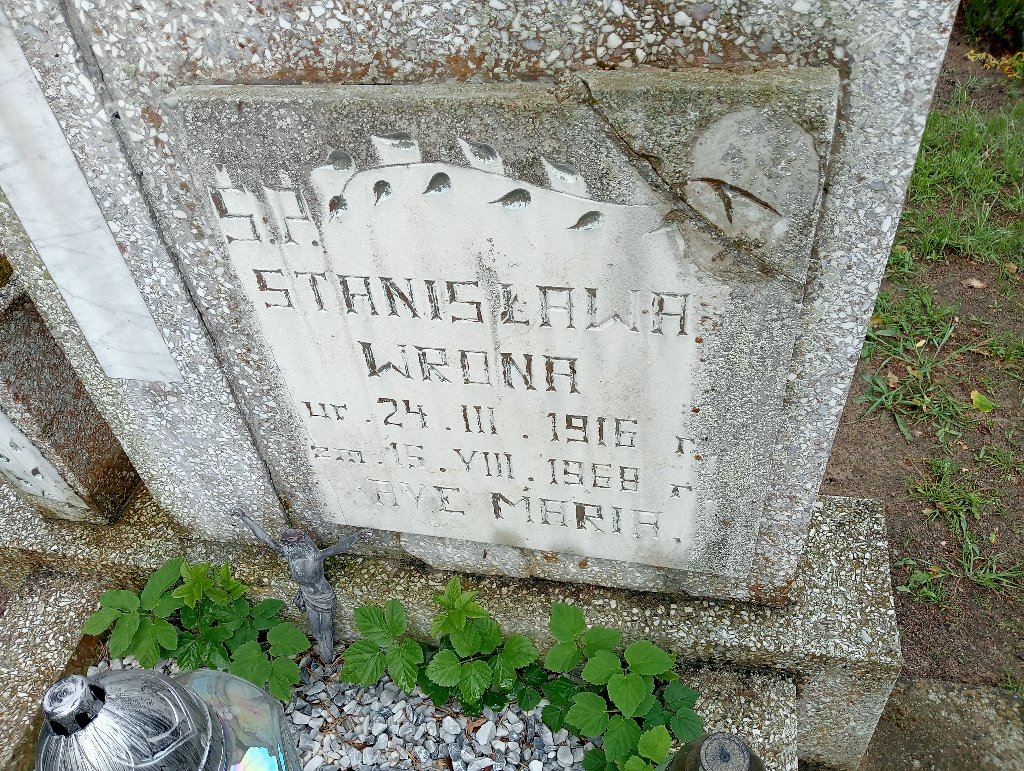 Ś.P.
STANISŁAWA
WRONA
ur. 24. III. 1916 r.
zm. 15. VIII. 1968 r.
AVE MARIA.